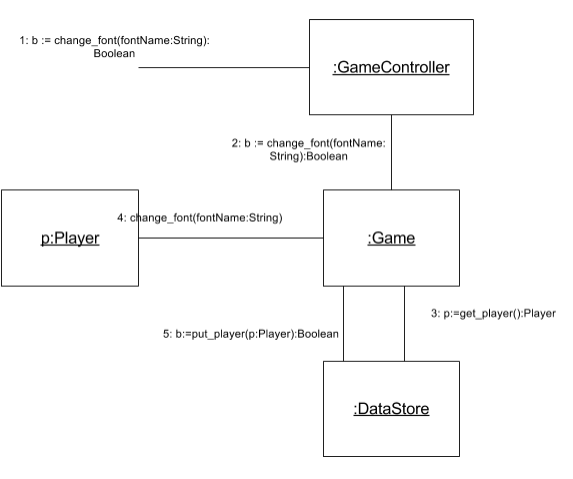 1: b := change_font(fontName:String):
Boolean
:GameController
2: b := change_font(fontName:
String):Boolean
4: change_font(fontName:String)
p:Player
:Game
3: p:=get_player():Player
5: b:=put_player(p:Player):Boolean
:DataStore